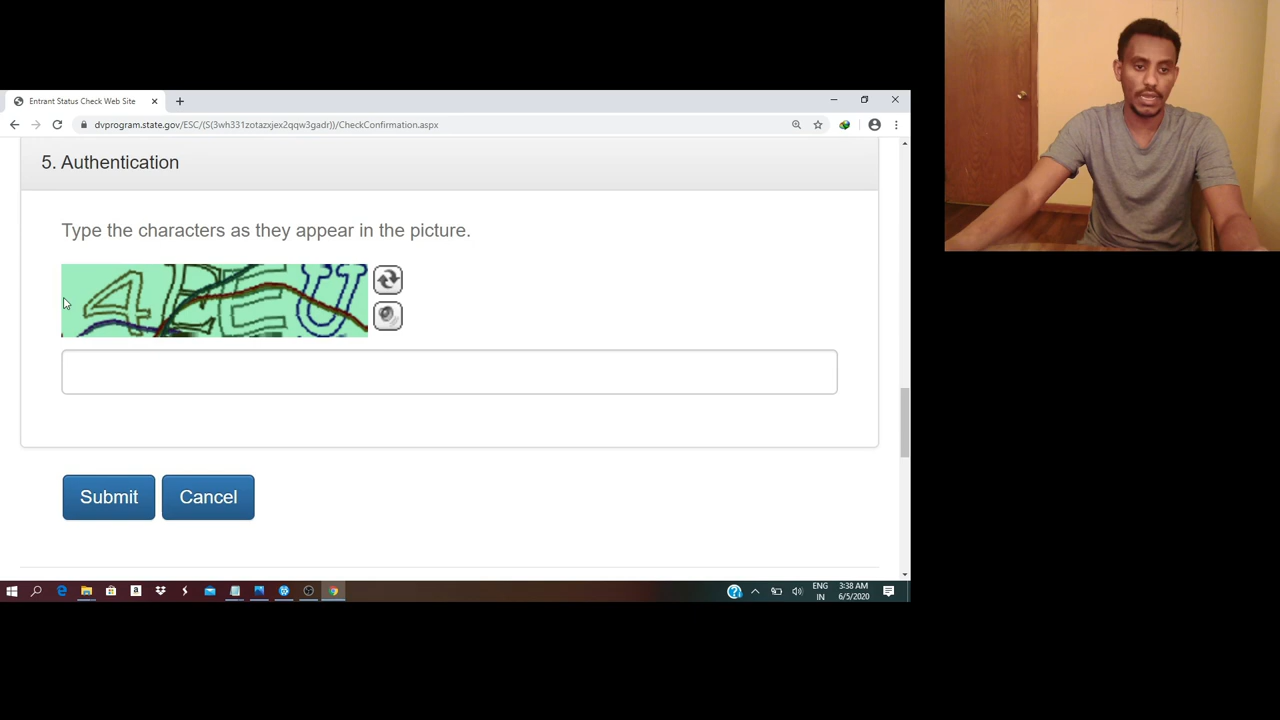 Entrant Status Check Web Site
dvprogram.state.gov/ESC/(S(3wh331zotazxjex2qqw3gadr))/CheckConfirmation.aspx
5. Authentication
Type the characters as they appear in the picture.
Submit
Cancel
ENG
IN
3:38 AM
6/5/2020